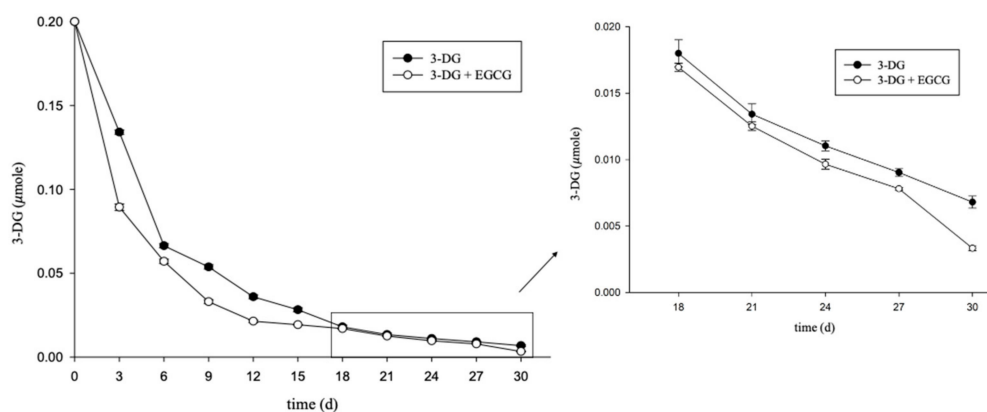 0.20
0.15
0.10
0.05
0.00
3-DG (μmole)
3-DG
3-DG + EGCG
0 3 6 9 12 15 18 21 24 27 30
time (d)
0.020
0.015
0.010
0.005
0.000
3-DG (μmole)
3-DG
3-DG + EGCG
18 21 24 27 30
time (d)